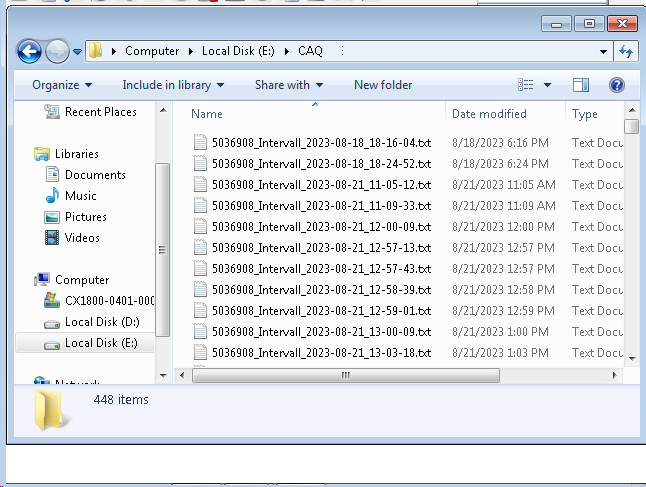 Computer Local Disk (E:) CAQ
Organize Include in library Share with New folder
Recent Places
Libraries
Documents
Music
Pictures
Videos
Computer
CX1800-0401-000
Local Disk (D:)
Local Disk (E:)
Network
Name Date modified Type
5036908_Intervall_2023-08-18_18-16-04.txt 8/18/2023 6:16 PM Text Docu
5036908_Intervall_2023-08-18_18-24-52.txt 8/18/2023 6:24 PM Text Docu
5036908_Intervall_2023-08-21_11-05-12.txt 8/21/2023 11:05 AM Text Docu
5036908_Intervall_2023-08-21_11-09-33.txt 8/21/2023 11:09 AM Text Docu
5036908_Intervall_2023-08-21_12-00-09.txt 8/21/2023 12:00 PM Text Docu
5036908_Intervall_2023-08-21_12-57-13.txt 8/21/2023 12:57 PM Text Docu
5036908_Intervall_2023-08-21_12-57-43.txt 8/21/2023 12:57 PM Text Docu
5036908_Intervall_2023-08-21_12-58-39.txt 8/21/2023 12:58 PM Text Docu
5036908_Intervall_2023-08-21_12-59-01.txt 8/21/2023 12:59 PM Text Docu
5036908_Intervall_2023-08-21_13-00-09.txt 8/21/2023 1:00 PM Text Docu
5036908_Intervall_2023-08-21_13-03-18.txt 8/21/2023 1:03 PM Text Docu
448 items